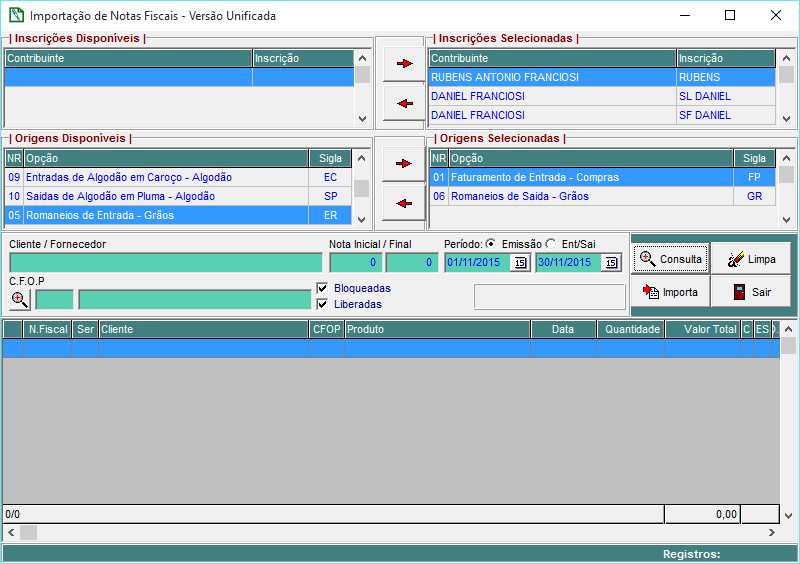 Importação de Notas Fiscais - Versão Unificada
| Inscrições Disponíveis |
Contribuinte Inscrição
| Inscrições Selecionadas |
Contribuinte Inscrição
RUBENS ANTONIO FRANCIOSI RUBENS
DANIEL FRANCIOSI SL DANIEL
DANIEL FRANCIOSI SF DANIEL
| Origens Disponíveis |
NR Opção Sigla
09 Entradas de Algodão em Caroço - Algodão EC
10 Saidas de Algodão em Pluma - Algodão SP
05 Romaneios de Entrada - Grãos ER
| Origens Selecionadas |
NR Opção Sigla
01 Faturamento de Entrada - Compras FP
06 Romaneios de Saida - Grãos GR
Cliente / Fornecedor Nota Inicial / Final Período: Emissão Ent/Sai
0 0 01/11/2015 15 30/11/2015 15
C.F.O.P
Bloqueadas
Liberadas
Consulta Limpa
Importa Sair
N.Fiscal Ser Cliente CFOP Produto Data Quantidade Valor Total C ES
0/0 0,00
Registros: